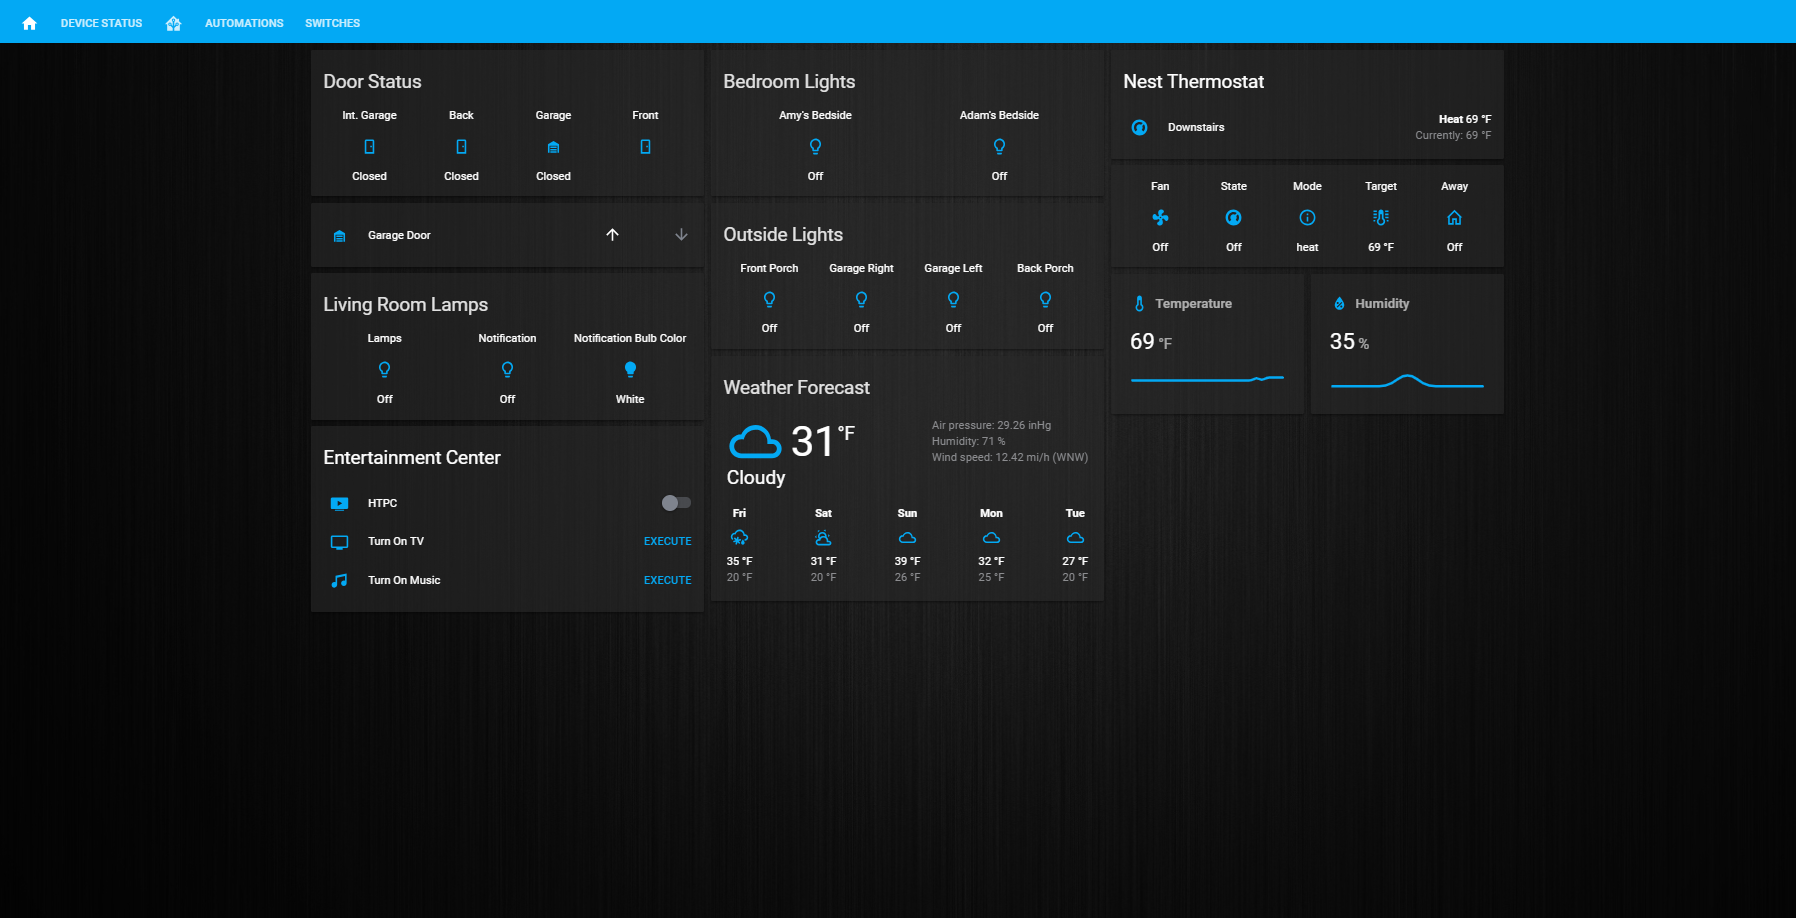 DEVICE STATUS AUTOMATIONS SWITCHES
Door Status
Int. Garage Back Garage Front
Closed Closed Closed
Garage Door
Living Room Lamps
Lamps Notification Notification Bulb Color
Off Off White
Entertainment Center
HTPC
Turn On TV EXECUTE
Turn On Music EXECUTE
Bedroom Lights
Amy's Bedside Adam's Bedside
Off Off
Outside Lights
Front Porch Garage Right Garage Left Back Porch
Off Off Off Off
Weather Forecast
31 °F
Cloudy
Air pressure: 29.26 inHg
Humidity: 71 %
Wind speed: 12.42 mi/h (WNW)
Fri Sat Sun Mon Tue
35 °F 31 °F 39 °F 32 °F 27 °F
20 °F 20 °F 26 °F 25 °F 20 °F
Nest Thermostat
Downstairs
Heat 69 °F
Currently: 69 °F
Fan State Mode Target Away
Off Off heat 69 °F Off
Temperature
69 °F
Humidity
35 %